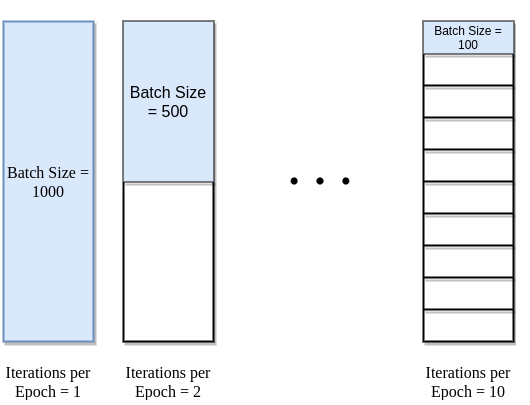 Batch Size =
1000
Iterations per
Epoch = 1
Batch Size
= 500
Iterations per
Epoch = 2
. . .
Batch Size =
100
Iterations per
Epoch = 10